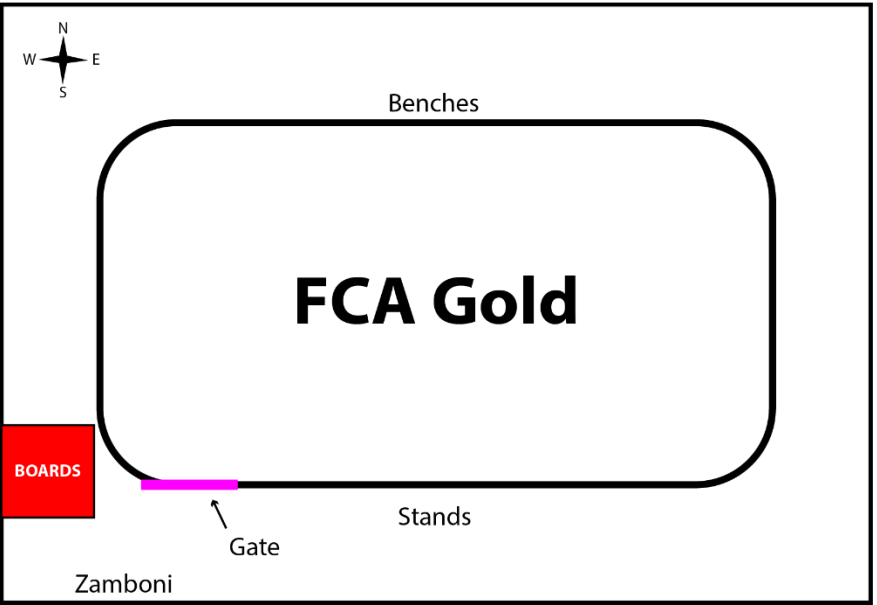 N
W E
S
Benches
FCA Gold
BOARDS
Stands
Gate
Zamboni